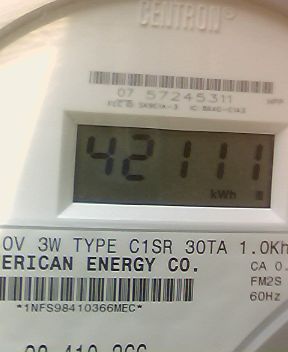 CENTRON
07 57245311
42111
kWh
0V 3W TYPE C1SR 30TA 1.0Kh
ERICAN ENERGY CO.
CA 0.
FM2S
60Hz
*1NFS98410366MEC*